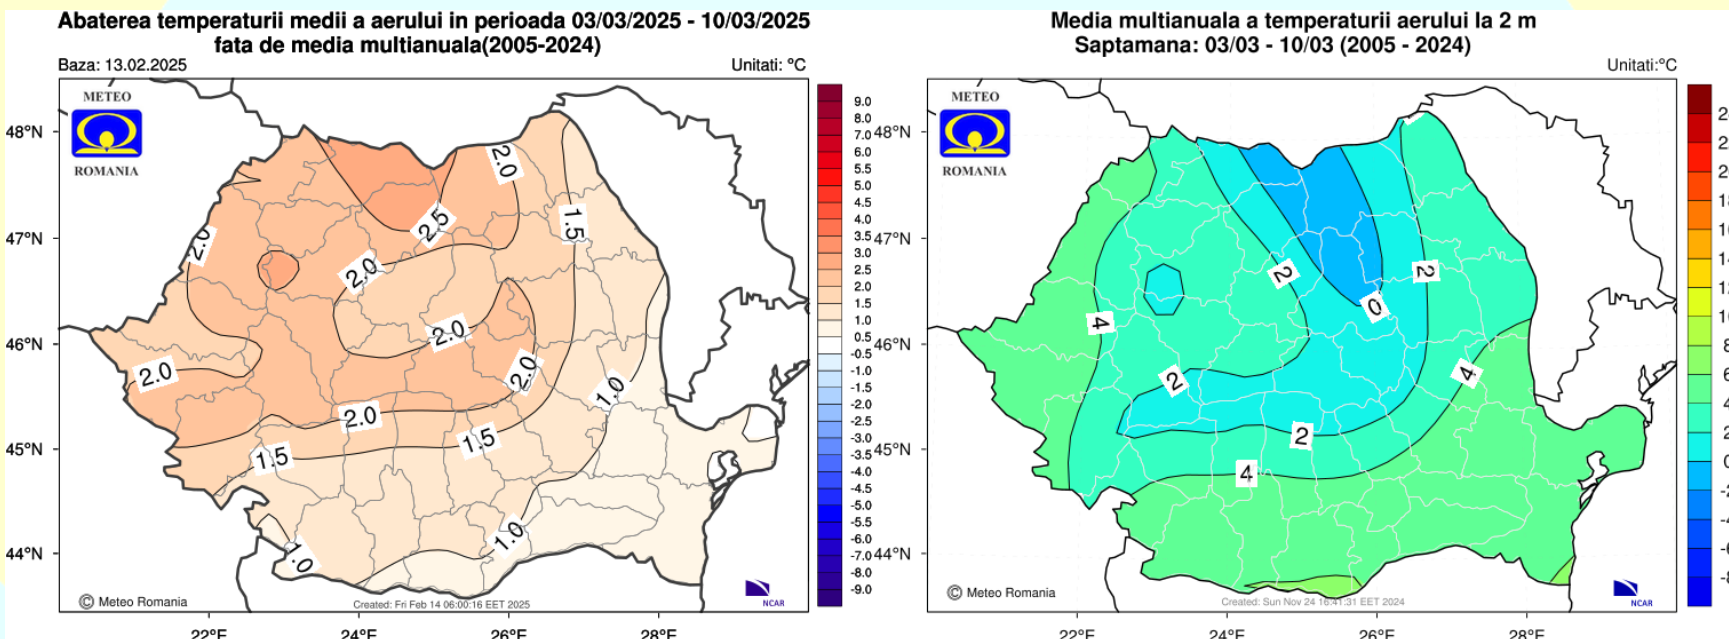 Abaterea temperaturii medii a aerului in perioada 03/03/2025 - 10/03/2025
fata de media multianuala(2005-2024)
Baza: 13.02.2025
Unitati: °C
METEO
ROMANIA
48°N
47°N
46°N
45°N
44°N
2.0
2.5
2.0
1.5
2.0
2.0
2.0
2.0
1.0
2.0
1.5
1.5
1.0
1.0
9.0
8.0
7.0
6.0
5.5
5.0
4.5
4.0
3.5
3.0
2.5
2.0
1.5
1.0
0.5
-0.5
-1.0
-1.5
-2.0
-2.5
-3.0
-3.5
-4.0
-4.5
-5.0
-5.5
-6.0
-7.0
-8.0
-9.0
© Meteo Romania
Created: Fri Feb 14 06:00:16 EET 2025
NCAR
22°E
24°E
26°E
28°E
Media multianuala a temperaturii aerului la 2 m
Saptamana: 03/03 - 10/03 (2005 - 2024)
Unitati:°C
METEO
ROMANIA
48°N
47°N
46°N
45°N
44°N
2
2
0
4
2
4
2
4
8
6
4
2
0
© Meteo Romania
Created: Sun Nov 24 16:41:31 EET 2024
NCAR
22°E
24°E
26°E
28°E